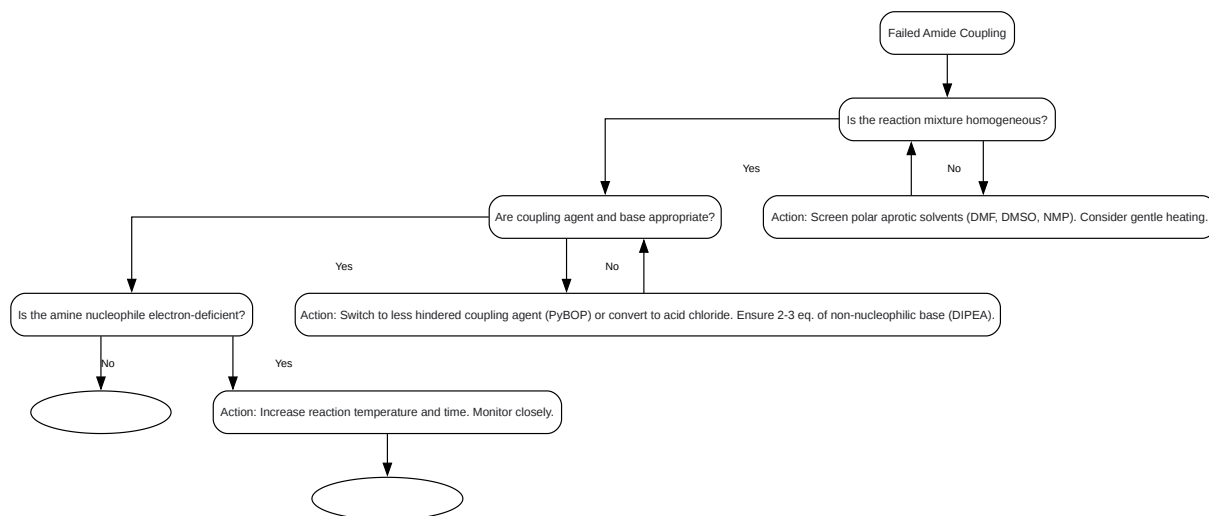 Failed Amide Coupling
Is the reaction mixture homogeneous?
Yes
No
Are coupling agent and base appropriate?
Action: Screen polar aprotic solvents (DMF, DMSO, NMP). Consider gentle heating.
Yes
No
Is the amine nucleophile electron-deficient?
Action: Switch to less hindered coupling agent (PyBOP) or convert to acid chloride. Ensure 2-3 eq. of non-nucleophilic base (DIPEA).
No
Yes
Action: Increase reaction temperature and time. Monitor closely.